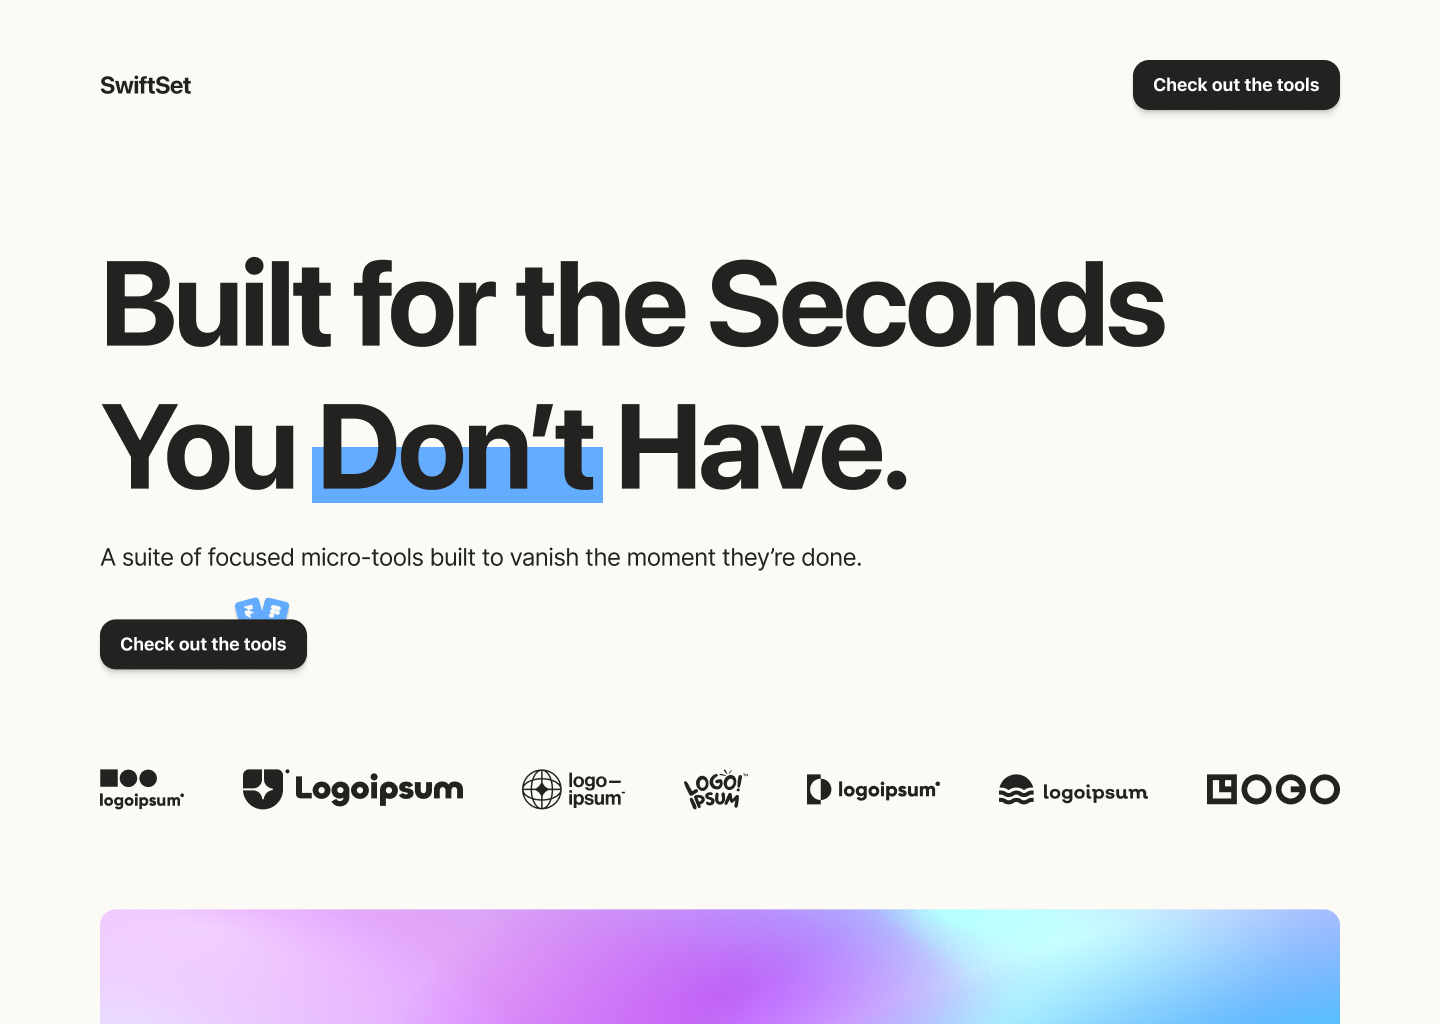 SwiftSet
Check out the tools
Built for the Seconds
You Don’t Have.
A suite of focused micro-tools built to vanish the moment they’re done.
Check out the tools
logoipsum
Logoipsum
logo—
ipsum
LOGO!
IPSUM
logoipsum
logoipsum
LOGO